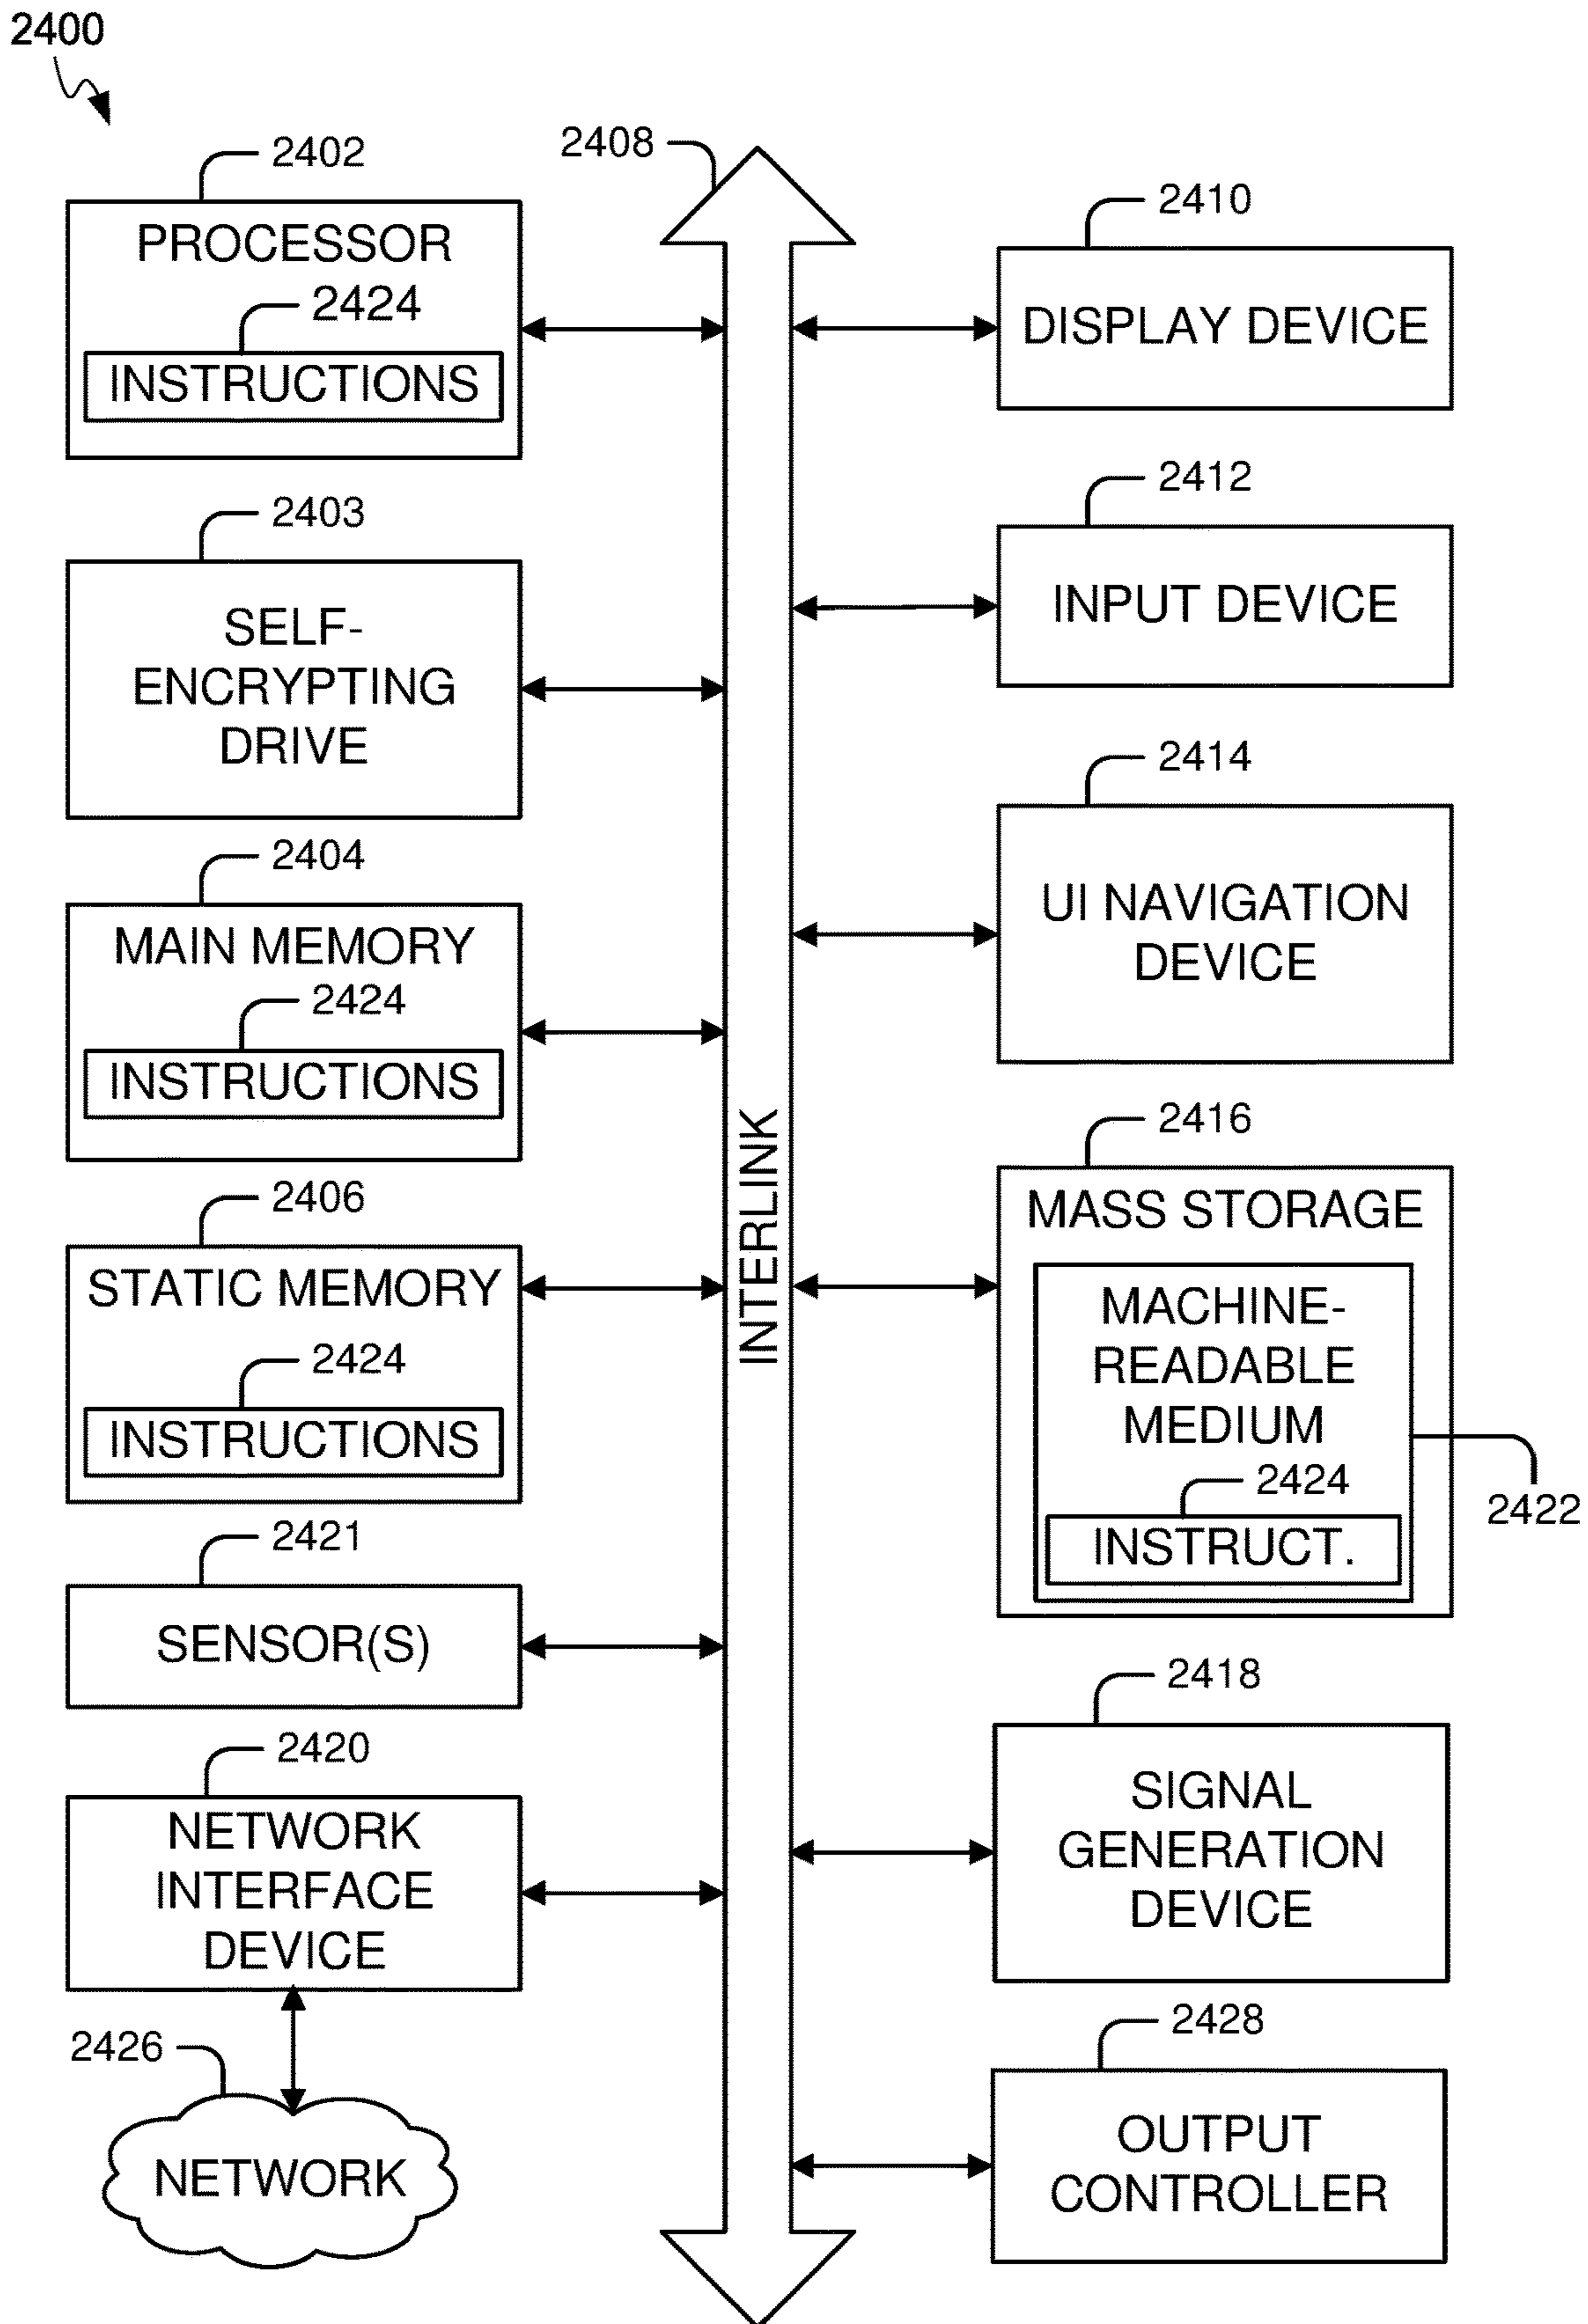 2400
2402
PROCESSOR
2424
INSTRUCTIONS
2403
SELF-
ENCRYPTING
DRIVE
2404
MAIN MEMORY
2424
INSTRUCTIONS
2406
STATIC MEMORY
2424
INSTRUCTIONS
2421
SENSOR(S)
2420
NETWORK
INTERFACE
DEVICE
2426
NETWORK
2408
INTERLINK
2410
DISPLAY DEVICE
2412
INPUT DEVICE
2414
UI NAVIGATION
DEVICE
2416
MASS STORAGE
MACHINE-
READABLE
MEDIUM
2424
INSTRUCT.
2422
2418
SIGNAL
GENERATION
DEVICE
2428
OUTPUT
CONTROLLER